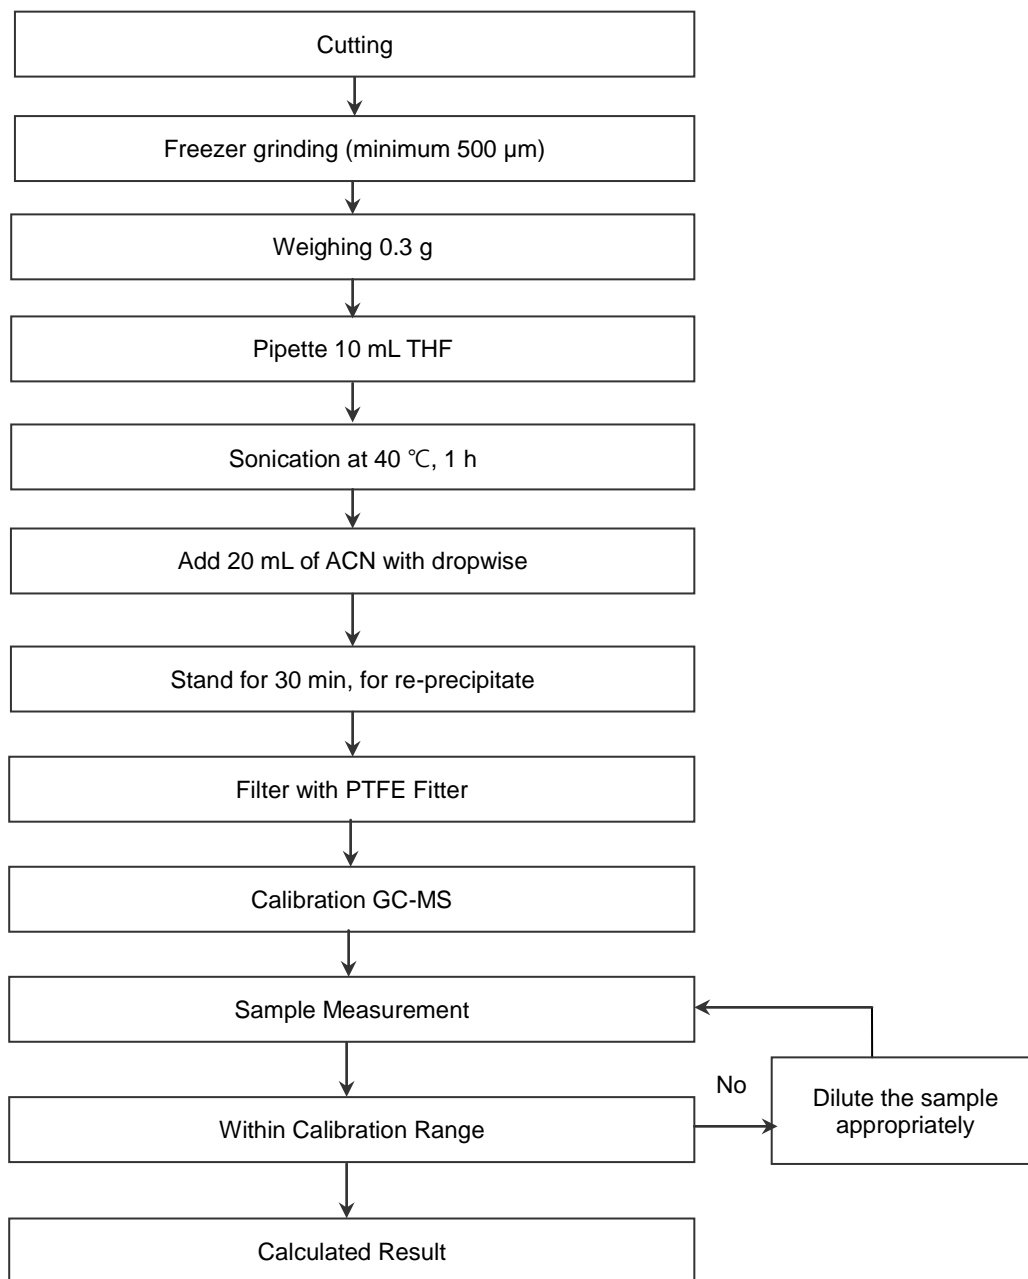 Cutting
Freezer grinding (minimum 500 µm)
Weighing 0.3 g
Pipette 10 mL THF
Sonication at 40 ℃, 1 h
Add 20 mL of ACN with dropwise
Stand for 30 min, for re-precipitate
Filter with PTFE Fitter
Calibration GC-MS
Sample Measurement
Within Calibration Range
No
Dilute the sample
appropriately
Calculated Result